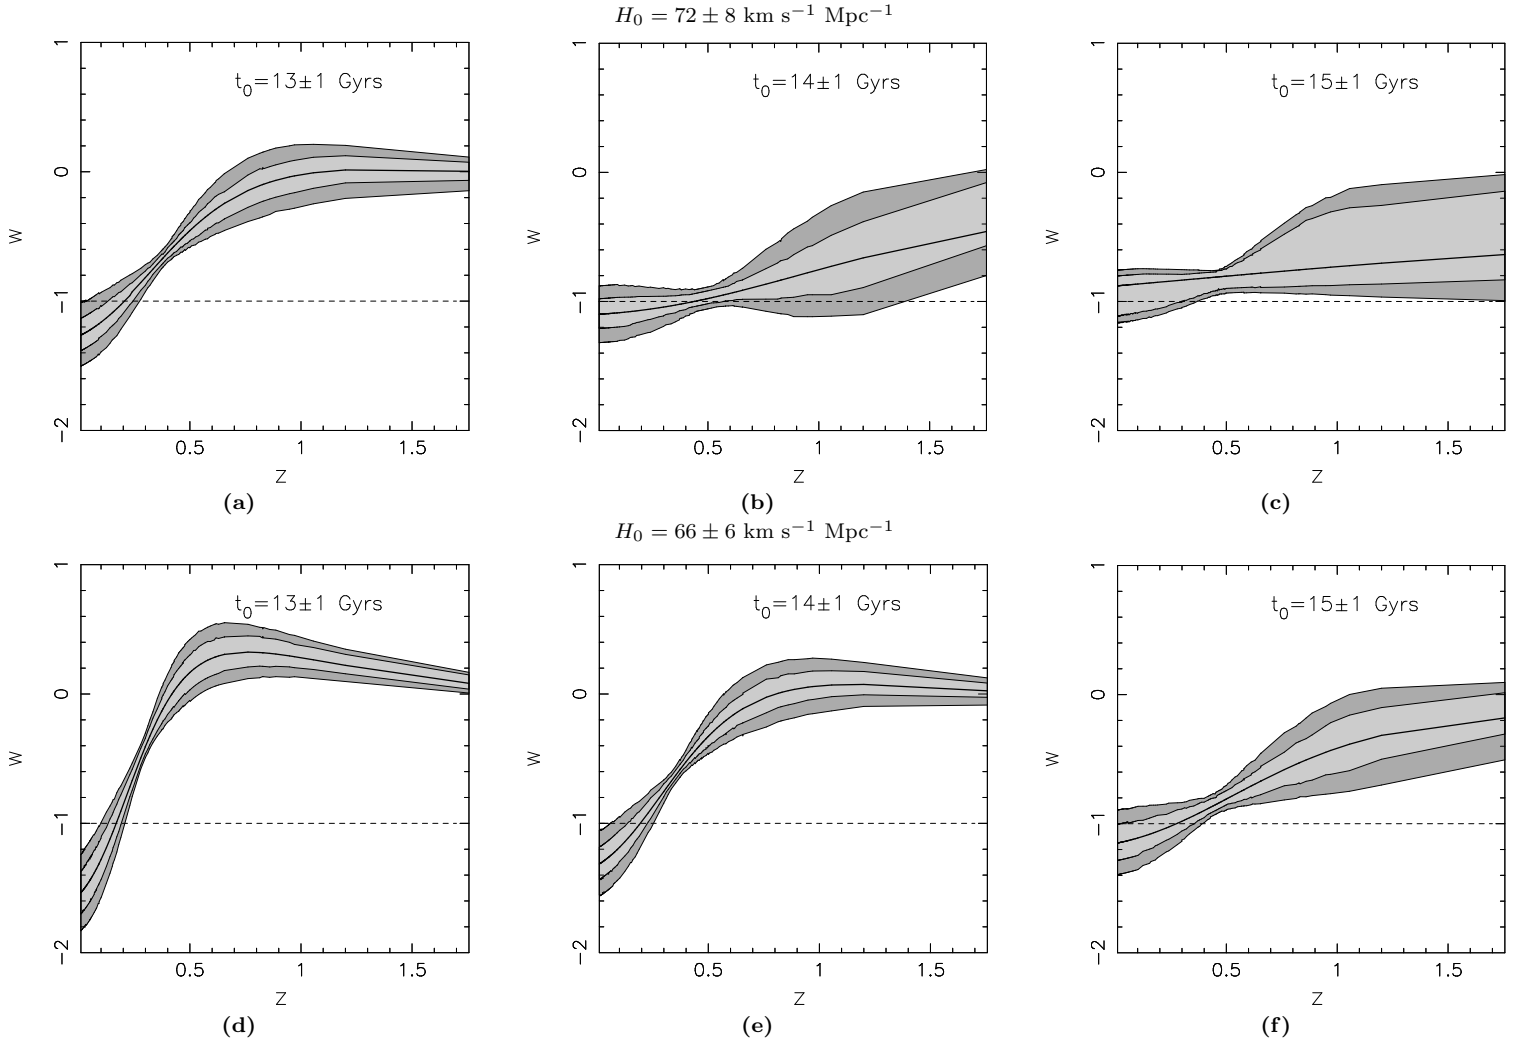 H₀ = 72 ± 8 km s⁻¹ Mpc⁻¹
1
0
−1
−2
w
t₀=13±1 Gyrs
0.5
1
1.5
z
(a)
1
0
−1
−2
w
t₀=14±1 Gyrs
0.5
1
1.5
z
(b)
1
0
−1
−2
w
t₀=15±1 Gyrs
0.5
1
1.5
z
(c)
H₀ = 66 ± 6 km s⁻¹ Mpc⁻¹
1
0
−1
−2
w
t₀=13±1 Gyrs
0.5
1
1.5
z
(d)
1
0
−1
−2
w
t₀=14±1 Gyrs
0.5
1
1.5
z
(e)
1
0
−1
−2
w
t₀=15±1 Gyrs
0.5
1
1.5
z
(f)